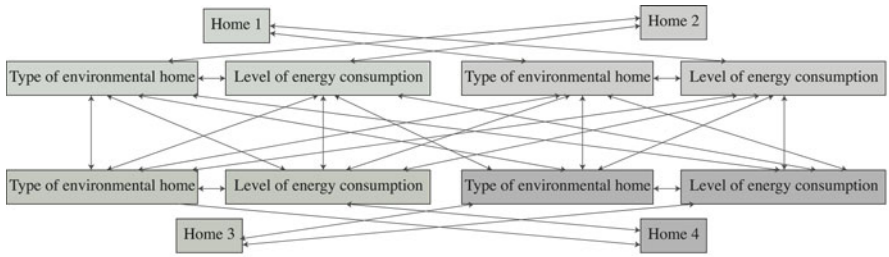 Home 1
Home 2
Type of environmental home
Level of energy consumption
Type of environmental home
Level of energy consumption
Type of environmental home
Level of energy consumption
Type of environmental home
Level of energy consumption
Home 3
Home 4